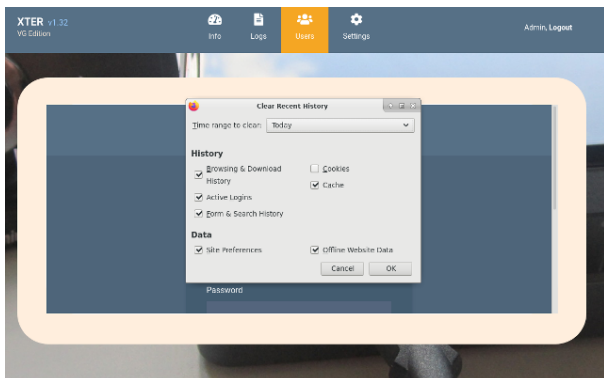 XTER v1.32
VG Edition
Info
Logs
Users
Settings
Admin, Logout
Clear Recent History
Time range to clear: Today
History
Browsing & Download History
Cookies
Cache
Active Logins
Form & Search History
Data
Site Preferences
Offline Website Data
Cancel
OK
Password